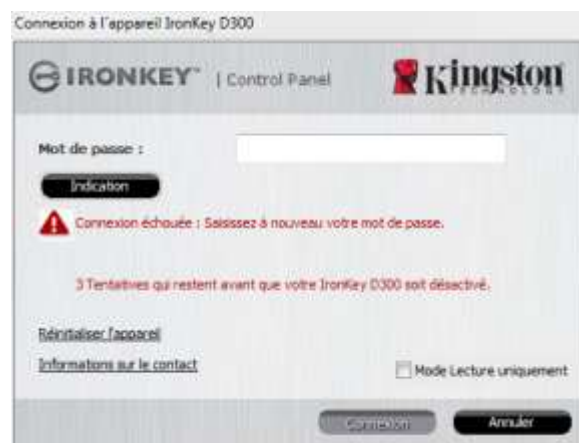 Connexion à l'appareil IronKey D300
IRONKEY™ | Control Panel
Kingston
TECHNOLOGY
Mot de passe :
Indication
Connexion échouée : Saisissez à nouveau votre mot de passe.
3 Tentatives qui restent avant que votre IronKey D300 soit désactivé.
Réinitialiser l'appareil
Informations sur le contact
Mode Lecture uniquement
Connexion
Annuler